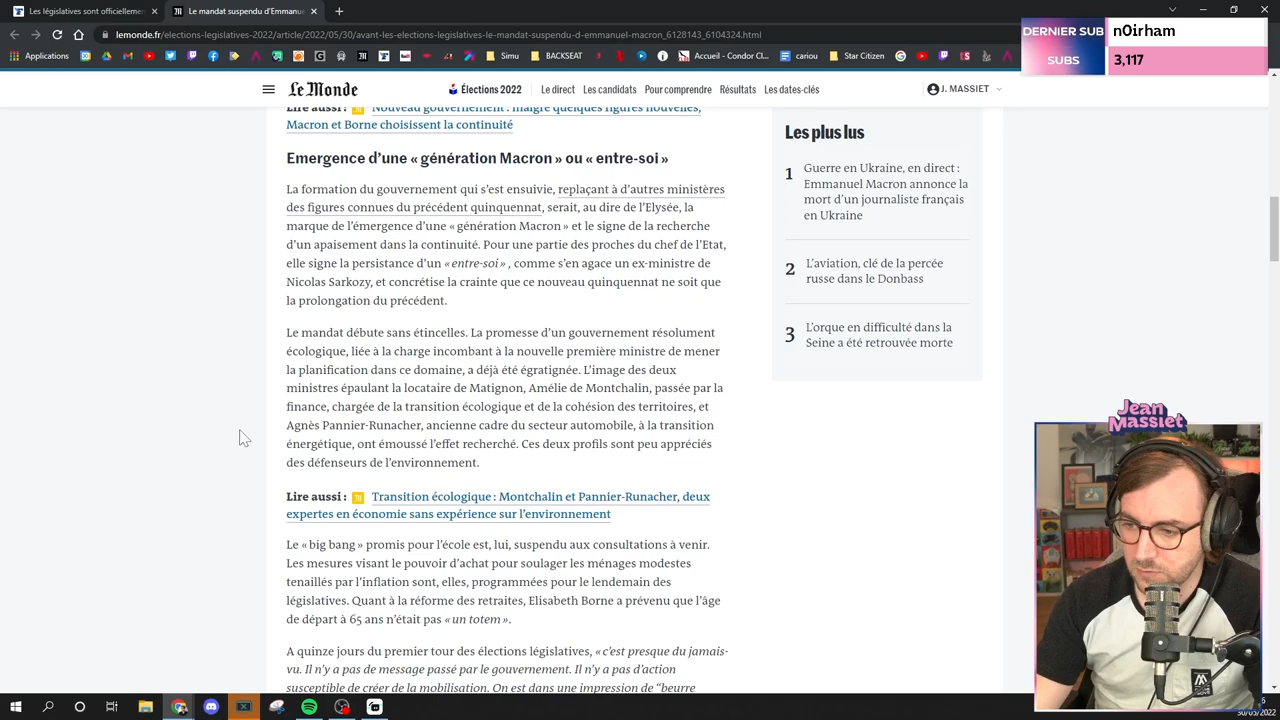 Les législatives sont officiellemen
Le mandat suspendu d'Emmanue
lemonde.fr/elections-legislatives-2022/article/2022/05/30/avant-les-elections-legislatives-le-mandat-suspendu-d-emmanuel-macron_6128143_6104324.html
DERNIER SUB
n0irham
SUBS
3,117
Applications
Simu
BACKSEAT
Accueil - Condor Cl...
cariou
Star Citizen
Le Monde
Élections 2022
Le direct
Les candidats
Pour comprendre
Résultats
Les dates-clés
J. MASSIET
Lire aussi : Nouveau gouvernement : malgré quelques figures nouvelles,
Macron et Borne choisissent la continuité
Emergence d'une « génération Macron » ou « entre-soi »
La formation du gouvernement qui s'est ensuivie, replaçant à d'autres ministères
des figures connues du précédent quinquennat, serait, au dire de l'Elysée, la
marque de l'émergence d'une « génération Macron » et le signe de la recherche
d'un apaisement dans la continuité. Pour une partie des proches du chef de l'Etat,
elle signe la persistance d'un « entre-soi » , comme s'en agace un ex-ministre de
Nicolas Sarkozy, et concrétise la crainte que ce nouveau quinquennat ne soit que
la prolongation du précédent.
Le mandat débute sans étincelles. La promesse d'un gouvernement résolument
écologique, liée à la charge incombant à la nouvelle première ministre de mener
la planification dans ce domaine, a déjà été égratignée. L'image des deux
ministres épaulant la locataire de Matignon, Amélie de Montchalin, passée par la
finance, chargée de la transition écologique et de la cohésion des territoires, et
Agnès Pannier-Runacher, ancienne cadre du secteur automobile, à la transition
énergétique, ont émoussé l'effet recherché. Ces deux profils sont peu appréciés
des défenseurs de l'environnement.
Lire aussi : Transition écologique : Montchalin et Pannier-Runacher, deux
expertes en économie sans expérience sur l'environnement
Le « big bang » promis pour l'école est, lui, suspendu aux consultations à venir.
Les mesures visant le pouvoir d'achat pour soulager les ménages modestes
tenaillés par l'inflation sont, elles, programmées pour le lendemain des
législatives. Quant à la réforme des retraites, Elisabeth Borne a prévenu que l'âge
de départ à 65 ans n'était pas « un totem ».
A quinze jours du premier tour des élections législatives, « c'est presque du jamais-
vu. Il n'y a pas de message passé par le gouvernement. Il n'y a pas d'action
susceptible de créer de la mobilisation. On est dans une impression de "beurre
Les plus lus
1 Guerre en Ukraine, en direct :
Emmanuel Macron annonce la
mort d'un journaliste français
en Ukraine
2 L'aviation, clé de la percée
russe dans le Donbass
3 L'orque en difficulté dans la
Seine a été retrouvée morte
Jean
Massiet
30/05/2022